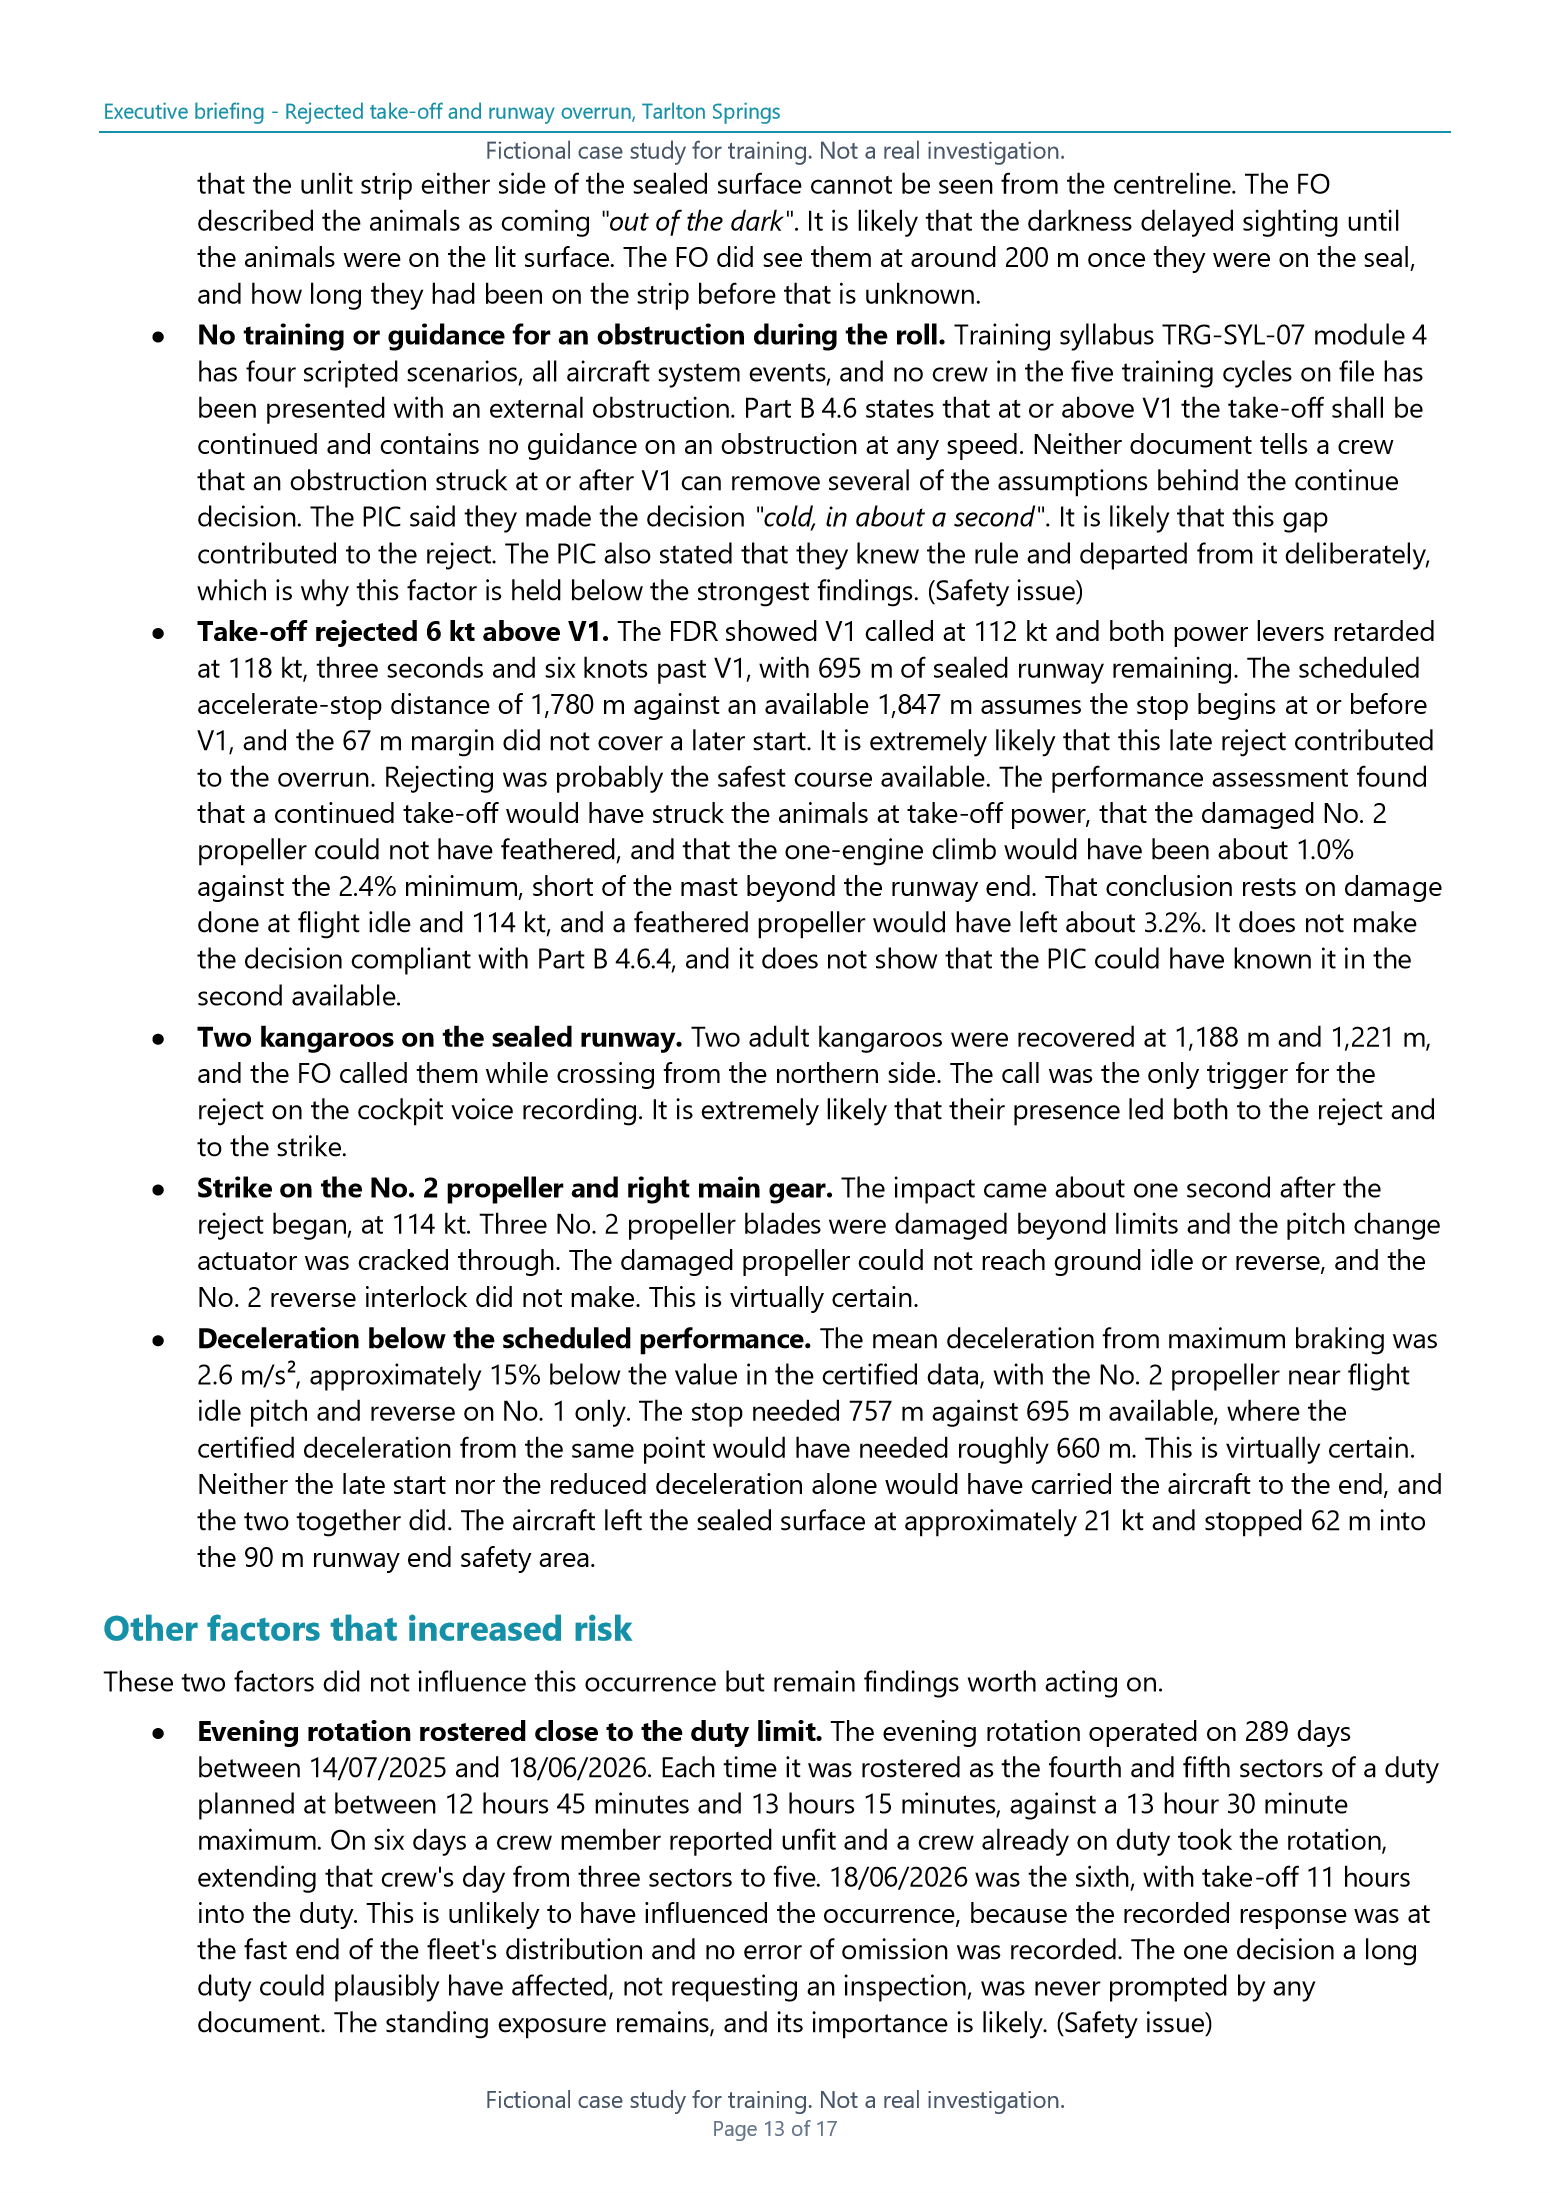 Executive briefing - Rejected take-off and runway overrun, Tarlton Springs
Fictional case study for training. Not a real investigation.
that the unlit strip either side of the sealed surface cannot be seen from the centreline. The FO
described the animals as coming "out of the dark". It is likely that the darkness delayed sighting until
the animals were on the lit surface. The FO did see them at around 200 m once they were on the seal,
and how long they had been on the strip before that is unknown.
● No training or guidance for an obstruction during the roll. Training syllabus TRG-SYL-07 module 4
has four scripted scenarios, all aircraft system events, and no crew in the five training cycles on file has
been presented with an external obstruction. Part B 4.6 states that at or above V1 the take-off shall be
continued and contains no guidance on an obstruction at any speed. Neither document tells a crew
that an obstruction struck at or after V1 can remove several of the assumptions behind the continue
decision. The PIC said they made the decision "cold, in about a second". It is likely that this gap
contributed to the reject. The PIC also stated that they knew the rule and departed from it deliberately,
which is why this factor is held below the strongest findings. (Safety issue)
● Take-off rejected 6 kt above V1. The FDR showed V1 called at 112 kt and both power levers retarded
at 118 kt, three seconds and six knots past V1, with 695 m of sealed runway remaining. The scheduled
accelerate-stop distance of 1,780 m against an available 1,847 m assumes the stop begins at or before
V1, and the 67 m margin did not cover a later start. It is extremely likely that this late reject contributed
to the overrun. Rejecting was probably the safest course available. The performance assessment found
that a continued take-off would have struck the animals at take-off power, that the damaged No. 2
propeller could not have feathered, and that the one-engine climb would have been about 1.0%
against the 2.4% minimum, short of the mast beyond the runway end. That conclusion rests on damage
done at flight idle and 114 kt, and a feathered propeller would have left about 3.2%. It does not make
the decision compliant with Part B 4.6.4, and it does not show that the PIC could have known it in the
second available.
● Two kangaroos on the sealed runway. Two adult kangaroos were recovered at 1,188 m and 1,221 m,
and the FO called them while crossing from the northern side. The call was the only trigger for the
reject on the cockpit voice recording. It is extremely likely that their presence led both to the reject and
to the strike.
● Strike on the No. 2 propeller and right main gear. The impact came about one second after the
reject began, at 114 kt. Three No. 2 propeller blades were damaged beyond limits and the pitch change
actuator was cracked through. The damaged propeller could not reach ground idle or reverse, and the
No. 2 reverse interlock did not make. This is virtually certain.
● Deceleration below the scheduled performance. The mean deceleration from maximum braking was
2.6 m/s², approximately 15% below the value in the certified data, with the No. 2 propeller near flight
idle pitch and reverse on No. 1 only. The stop needed 757 m against 695 m available, where the
certified deceleration from the same point would have needed roughly 660 m. This is virtually certain.
Neither the late start nor the reduced deceleration alone would have carried the aircraft to the end, and
the two together did. The aircraft left the sealed surface at approximately 21 kt and stopped 62 m into
the 90 m runway end safety area.
Other factors that increased risk
These two factors did not influence this occurrence but remain findings worth acting on.
● Evening rotation rostered close to the duty limit. The evening rotation operated on 289 days
between 14/07/2025 and 18/06/2026. Each time it was rostered as the fourth and fifth sectors of a duty
planned at between 12 hours 45 minutes and 13 hours 15 minutes, against a 13 hour 30 minute
maximum. On six days a crew member reported unfit and a crew already on duty took the rotation,
extending that crew's day from three sectors to five. 18/06/2026 was the sixth, with take-off 11 hours
into the duty. This is unlikely to have influenced the occurrence, because the recorded response was at
the fast end of the fleet's distribution and no error of omission was recorded. The one decision a long
duty could plausibly have affected, not requesting an inspection, was never prompted by any
document. The standing exposure remains, and its importance is likely. (Safety issue)
Fictional case study for training. Not a real investigation.
Page 13 of 17